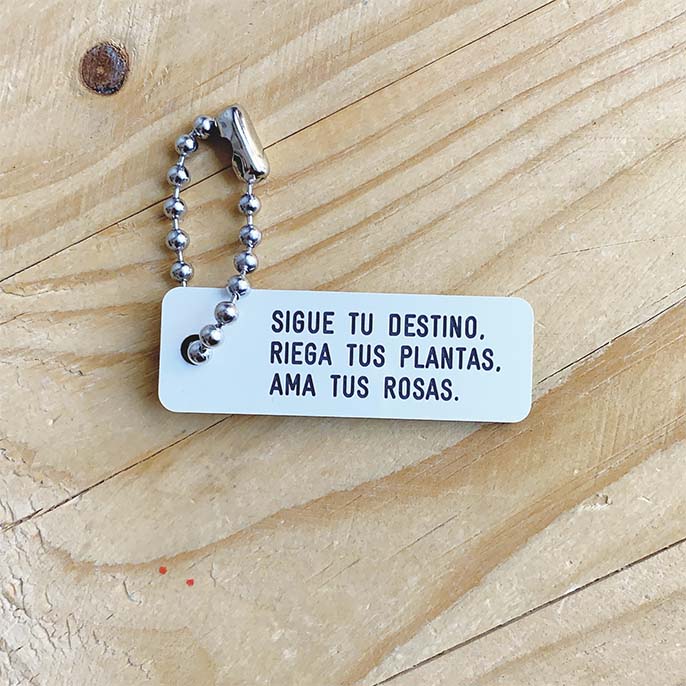 SIGUE TU DESTINO,
RIEGA TUS PLANTAS,
AMA TUS ROSAS.